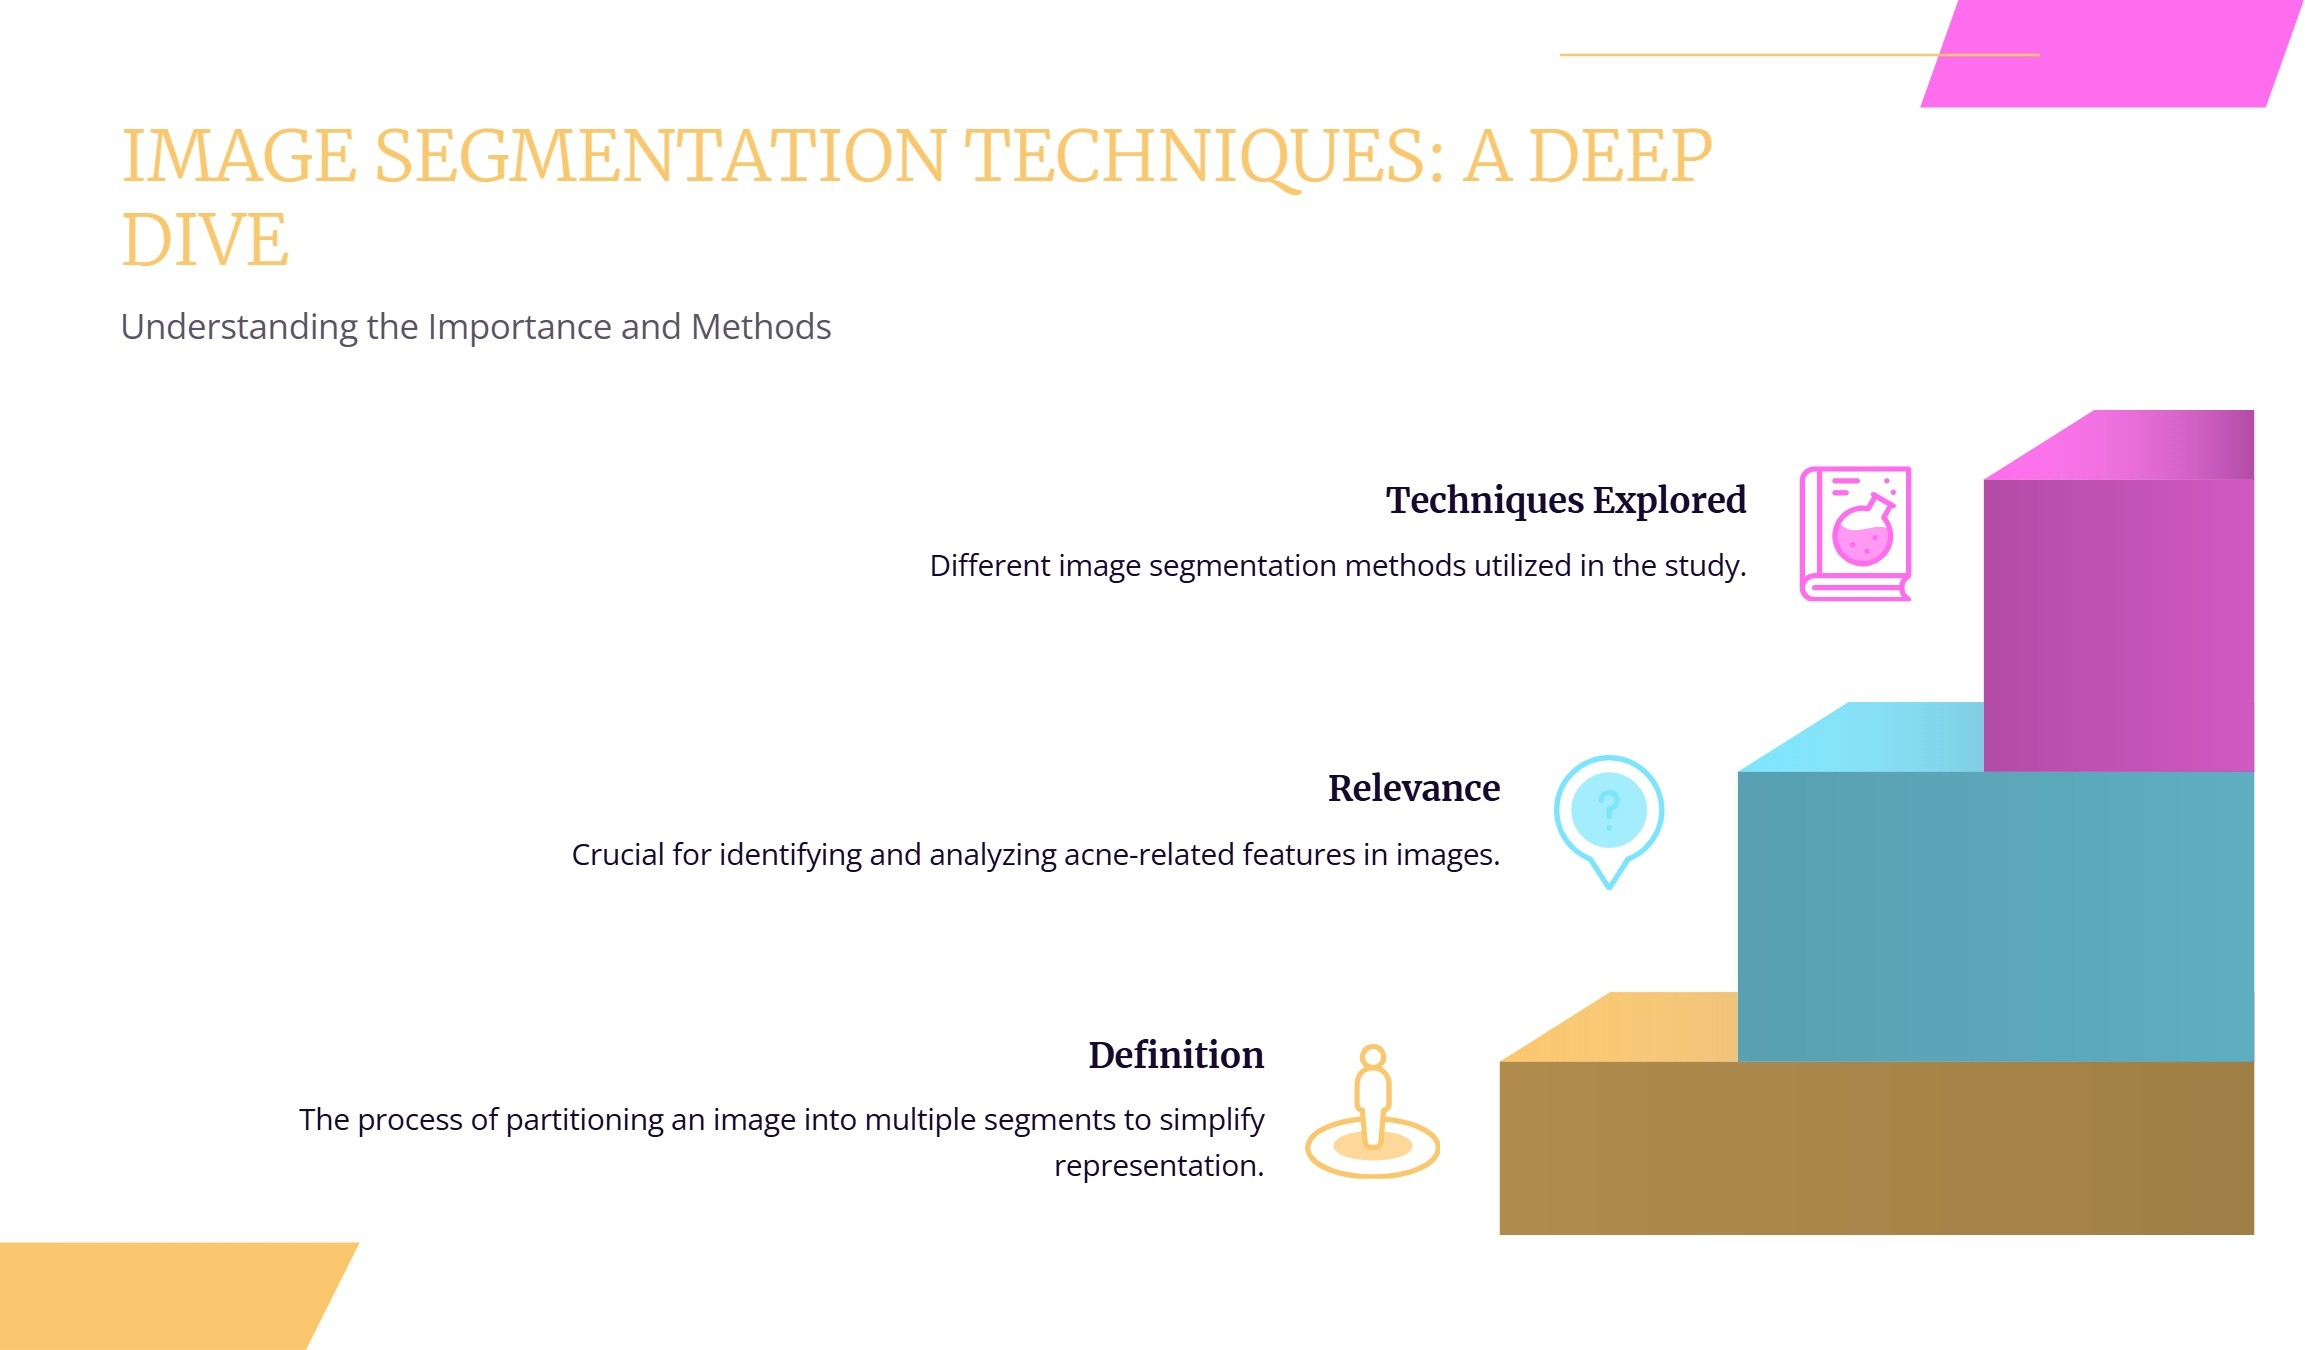 IMAGE SEGMENTATION TECHNIQUES: A DEEP
DIVE
Understanding the Importance and Methods
Techniques Explored
Different image segmentation methods utilized in the study.
Relevance
?
Crucial for identifying and analyzing acne-related features in images.
Definition
The process of partitioning an image into multiple segments to simplify
representation.